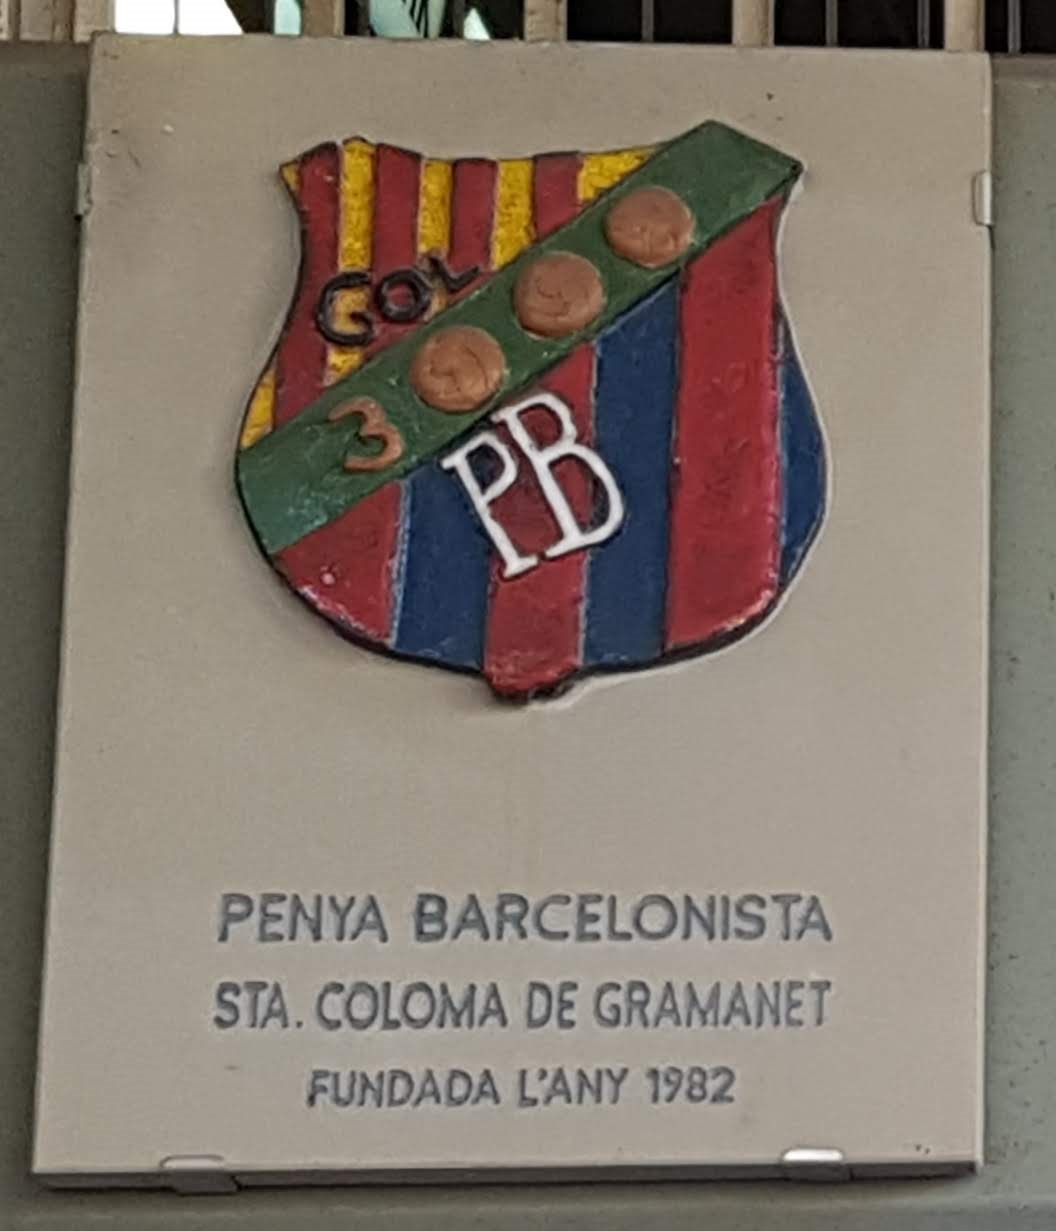 GOL
3
PB
PENYA BARCELONISTA
STA. COLOMA DE GRAMANET
FUNDADA L'ANY 1982